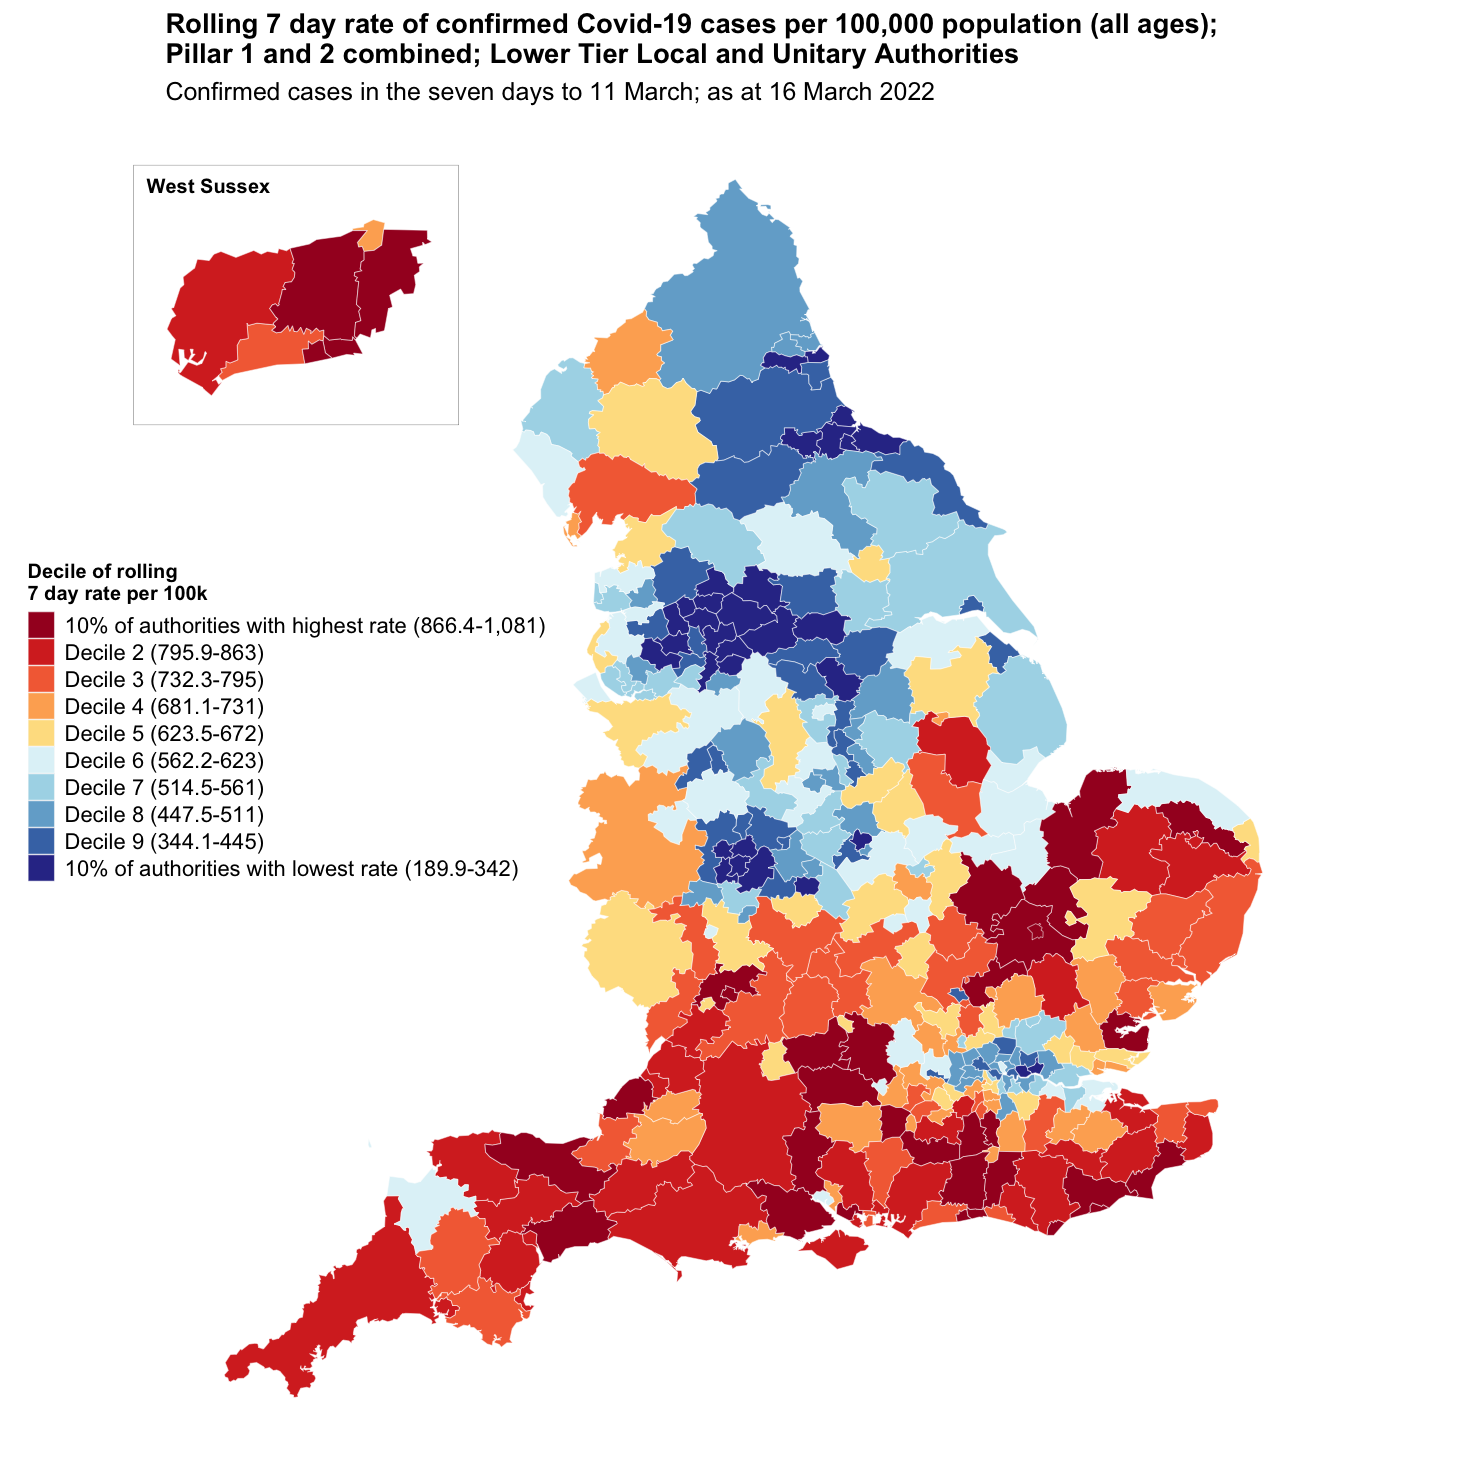 Rolling 7 day rate of confirmed Covid-19 cases per 100,000 population (all ages);
Pillar 1 and 2 combined; Lower Tier Local and Unitary Authorities
Confirmed cases in the seven days to 11 March; as at 16 March 2022
West Sussex
Decile of rolling
7 day rate per 100k
10% of authorities with highest rate (866.4-1,081)
Decile 2 (795.9-863)
Decile 3 (732.3-795)
Decile 4 (681.1-731)
Decile 5 (623.5-672)
Decile 6 (562.2-623)
Decile 7 (514.5-561)
Decile 8 (447.5-511)
Decile 9 (344.1-445)
10% of authorities with lowest rate (189.9-342)